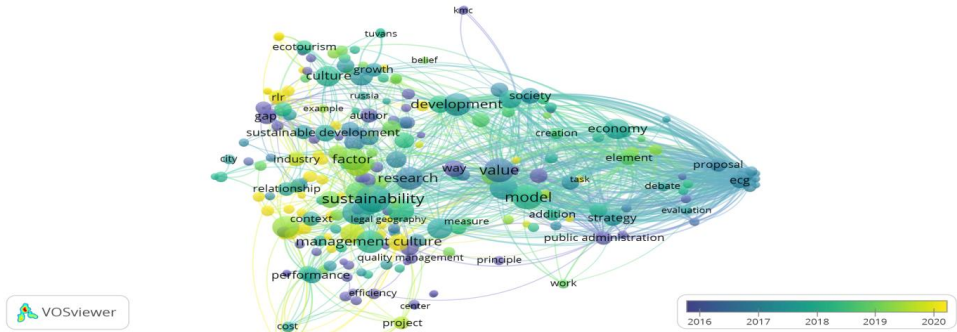 kmc
tuvans
ecotourism
belief
culture
growth
rlr
russia
society
example
development
gap
author
sustainable development
creation
economy
city
industry
factor
way
value
element
proposal
research
task
debate
ecg
relationship
sustainability
model
evaluation
context
legal geography
measure
addition
strategy
management culture
public administration
quality management
principle
performance
work
efficiency
center
cost
project
VOSviewer
2016 2017 2018 2019 2020